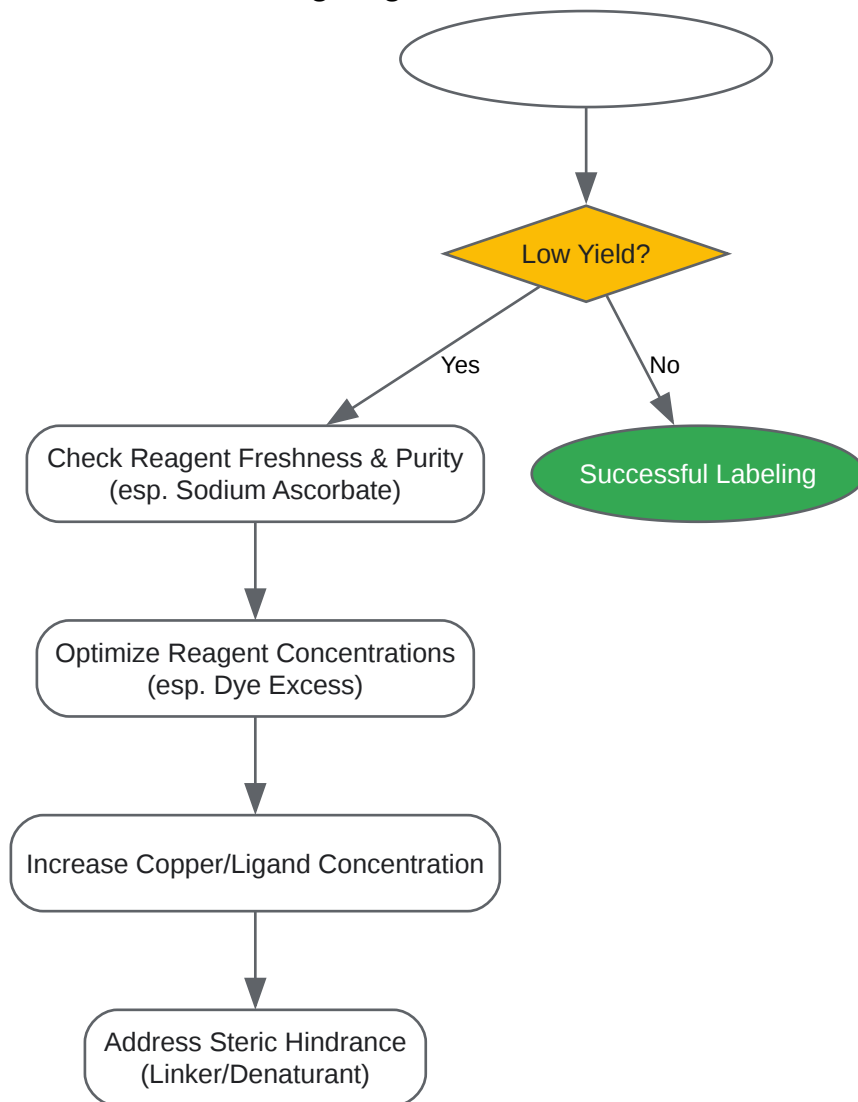 Low Yield?
Yes
No
Check Reagent Freshness & Purity
(esp. Sodium Ascorbate)
Successful Labeling
Optimize Reagent Concentrations
(esp. Dye Excess)
Increase Copper/Ligand Concentration
Address Steric Hindrance
(Linker/Denaturant)